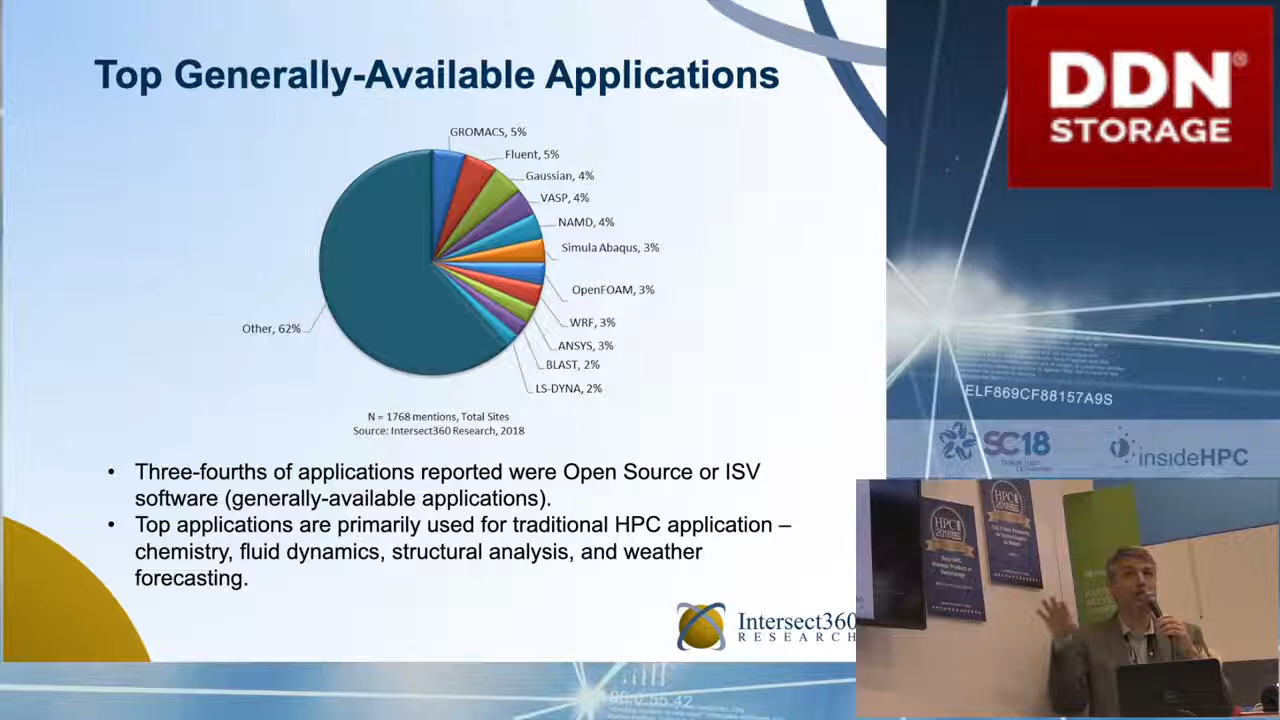 Top Generally-Available Applications
GROMACS, 5%
Fluent, 5%
Gaussian, 4%
VASP, 4%
NAMD, 4%
Simula Abaqus, 3%
OpenFOAM, 3%
WRF, 3%
ANSYS, 3%
BLAST, 2%
LS-DYNA, 2%
Other, 62%
N = 1768 mentions, Total Sites
Source: Intersect360 Research, 2018
• Three-fourths of applications reported were Open Source or ISV
software (generally-available applications).
• Top applications are primarily used for traditional HPC application –
chemistry, fluid dynamics, structural analysis, and weather
forecasting.
Intersect360
RESEARCH
DDN®
STORAGE
ELF869CF88157A9S
SC18
insideHPC
HPC
HPC